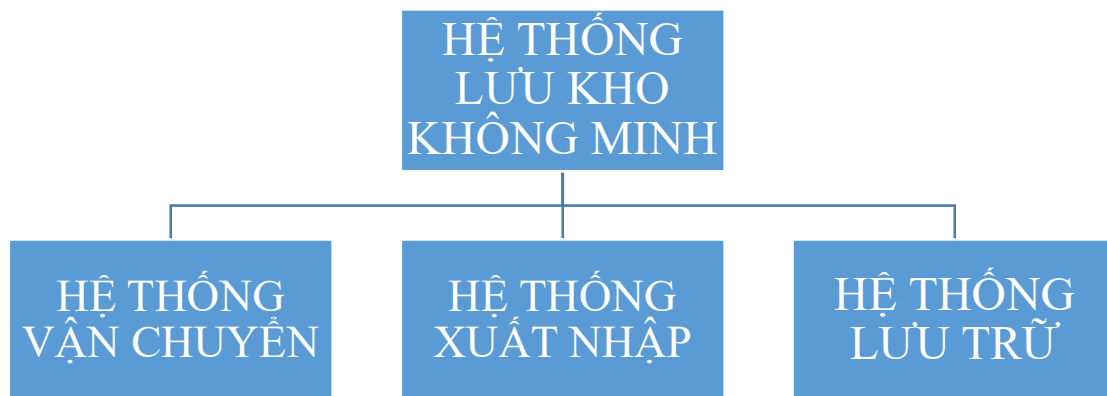 HỆ THỐNG
LƯU KHO
KHÔNG MINH
HỆ THỐNG
VẬN CHUYỂN
HỆ THỐNG
XUẤT NHẬP
HỆ THỐNG
LƯU TRỮ